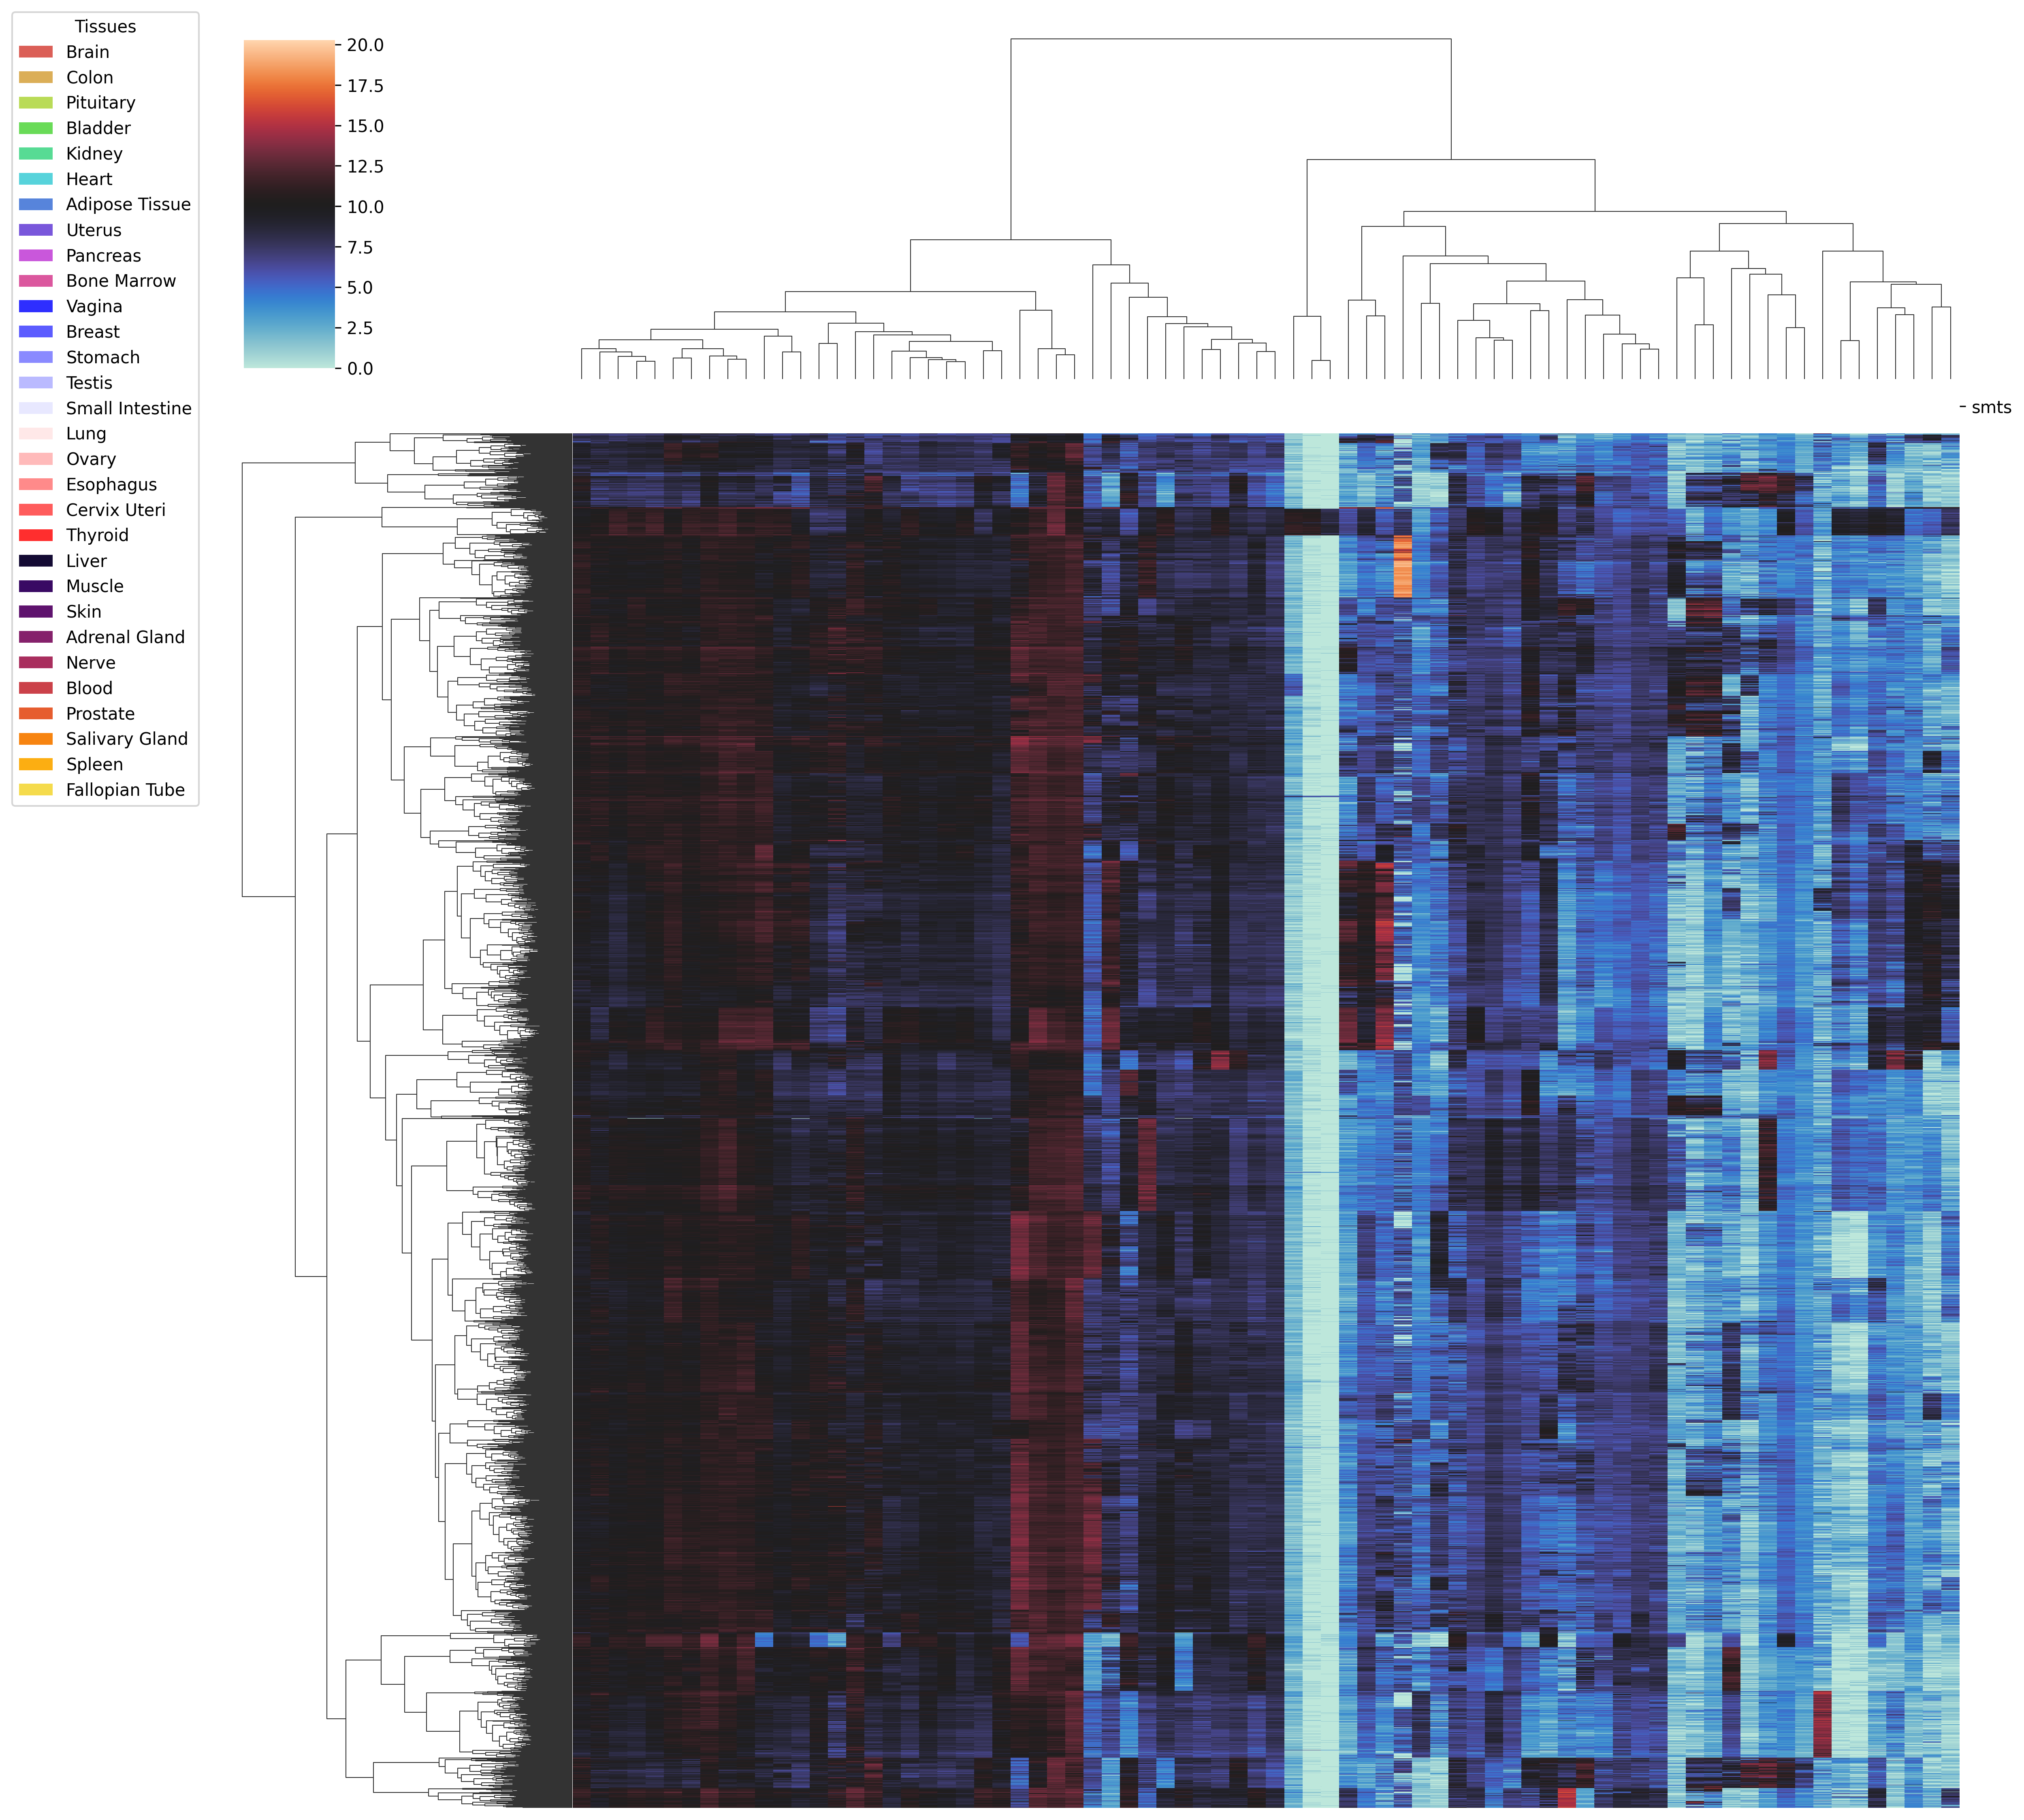 Tissues
Brain
Colon
Pituitary
Bladder
Kidney
Heart
Adipose Tissue
Uterus
Pancreas
Bone Marrow
Vagina
Breast
Stomach
Testis
Small Intestine
Lung
Ovary
Esophagus
Cervix Uteri
Thyroid
Liver
Muscle
Skin
Adrenal Gland
Nerve
Blood
Prostate
Salivary Gland
Spleen
Fallopian Tube
20.0
17.5
15.0
12.5
10.0
7.5
5.0
2.5
0.0
smts